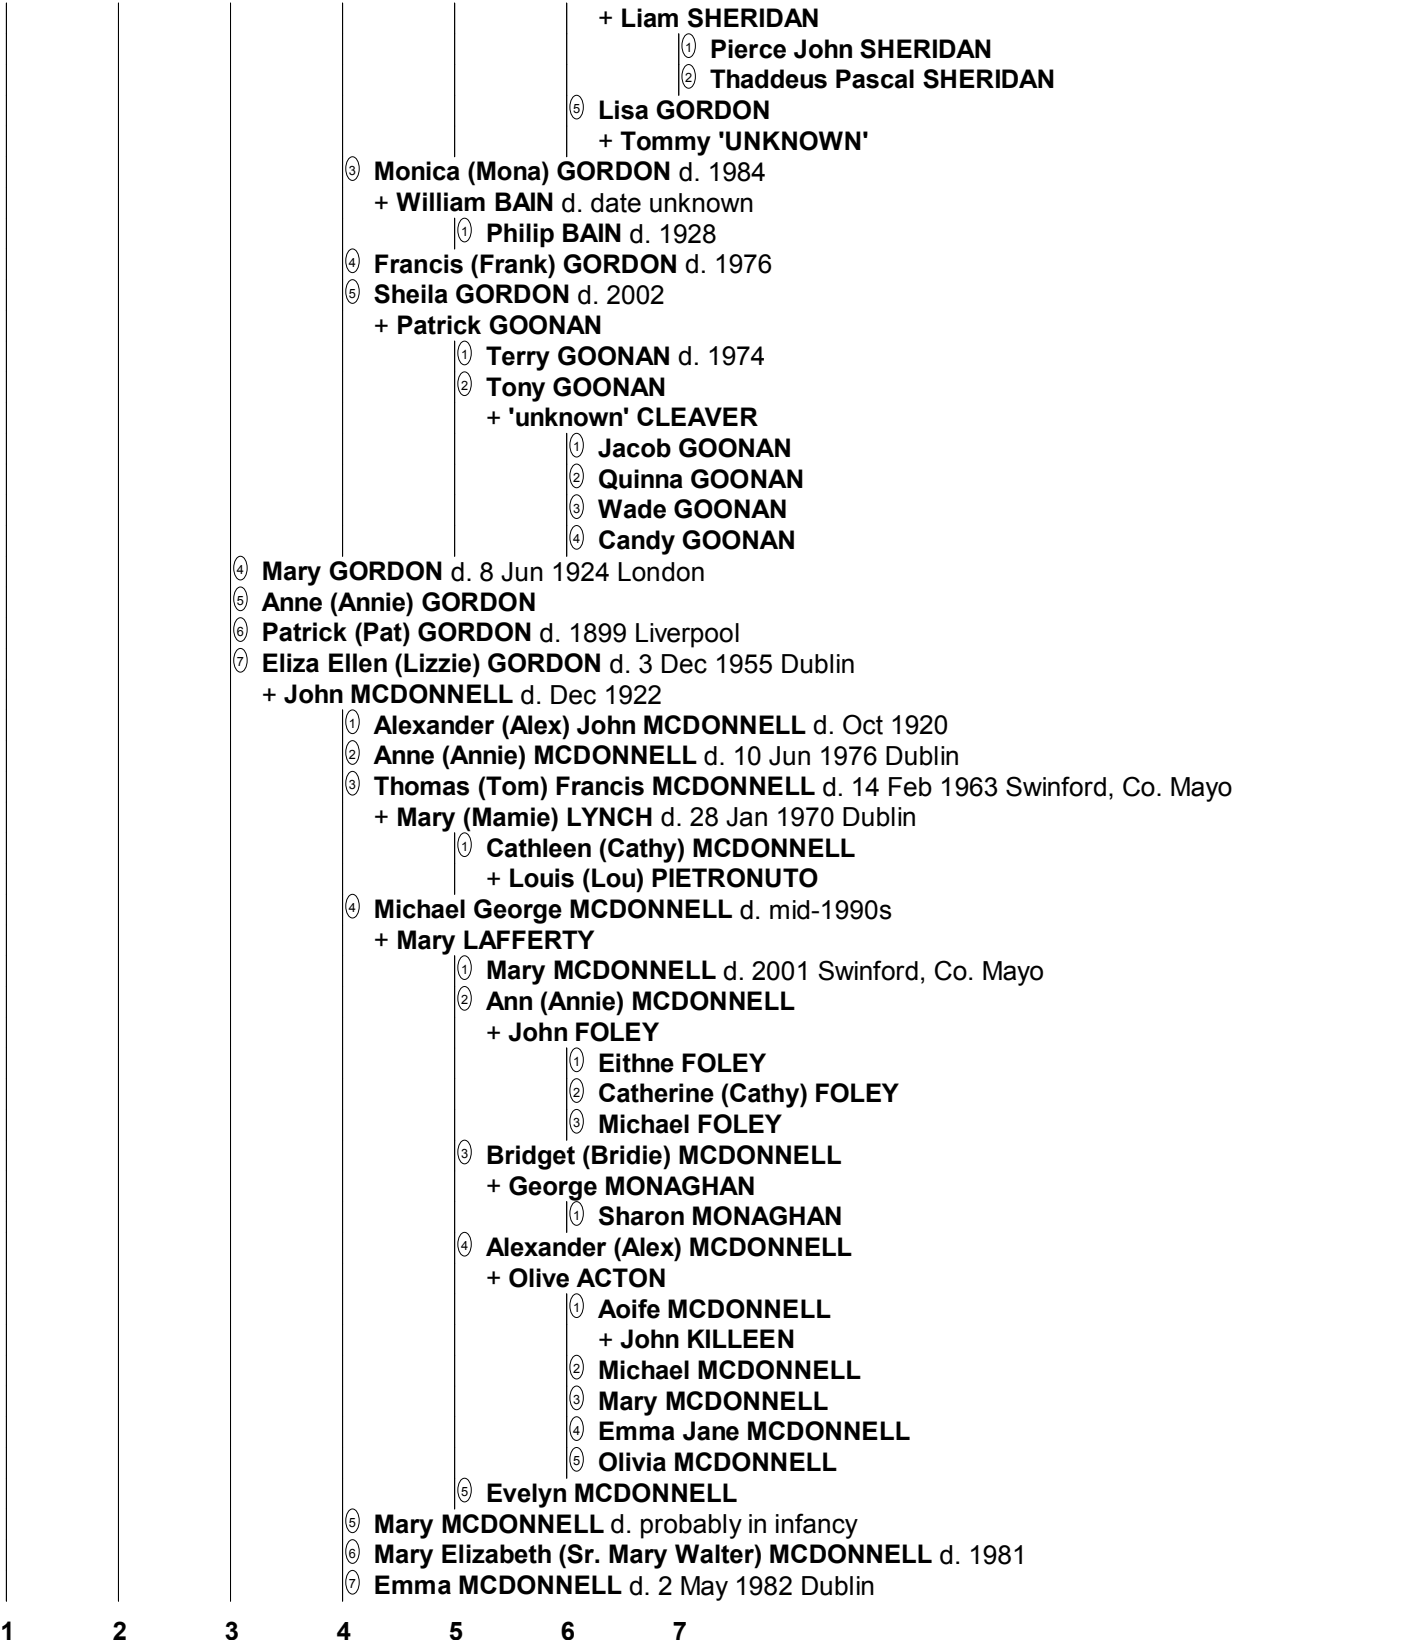 + Liam SHERIDAN
1 Pierce John SHERIDAN
2 Thaddeus Pascal SHERIDAN
5 Lisa GORDON
+ Tommy 'UNKNOWN'
3 Monica (Mona) GORDON d. 1984
+ William BAIN d. date unknown
1 Philip BAIN d. 1928
4 Francis (Frank) GORDON d. 1976
5 Sheila GORDON d. 2002
+ Patrick GOONAN
1 Terry GOONAN d. 1974
2 Tony GOONAN
+ 'unknown' CLEAVER
1 Jacob GOONAN
2 Quinna GOONAN
3 Wade GOONAN
4 Candy GOONAN
4 Mary GORDON d. 8 Jun 1924 London
5 Anne (Annie) GORDON
6 Patrick (Pat) GORDON d. 1899 Liverpool
7 Eliza Ellen (Lizzie) GORDON d. 3 Dec 1955 Dublin
+ John MCDONNELL d. Dec 1922
1 Alexander (Alex) John MCDONNELL d. Oct 1920
2 Anne (Annie) MCDONNELL d. 10 Jun 1976 Dublin
3 Thomas (Tom) Francis MCDONNELL d. 14 Feb 1963 Swinford, Co. Mayo
+ Mary (Mamie) LYNCH d. 28 Jan 1970 Dublin
1 Cathleen (Cathy) MCDONNELL
+ Louis (Lou) PIETRONUTO
4 Michael George MCDONNELL d. mid-1990s
+ Mary LAFFERTY
1 Mary MCDONNELL d. 2001 Swinford, Co. Mayo
2 Ann (Annie) MCDONNELL
+ John FOLEY
1 Eithne FOLEY
2 Catherine (Cathy) FOLEY
3 Michael FOLEY
3 Bridget (Bridie) MCDONNELL
+ George MONAGHAN
1 Sharon MONAGHAN
4 Alexander (Alex) MCDONNELL
+ Olive ACTON
1 Aoife MCDONNELL
+ John KILLEEN
2 Michael MCDONNELL
3 Mary MCDONNELL
4 Emma Jane MCDONNELL
5 Olivia MCDONNELL
5 Evelyn MCDONNELL
5 Mary MCDONNELL d. probably in infancy
6 Mary Elizabeth (Sr. Mary Walter) MCDONNELL d. 1981
7 Emma MCDONNELL d. 2 May 1982 Dublin
1 2 3 4 5 6 7